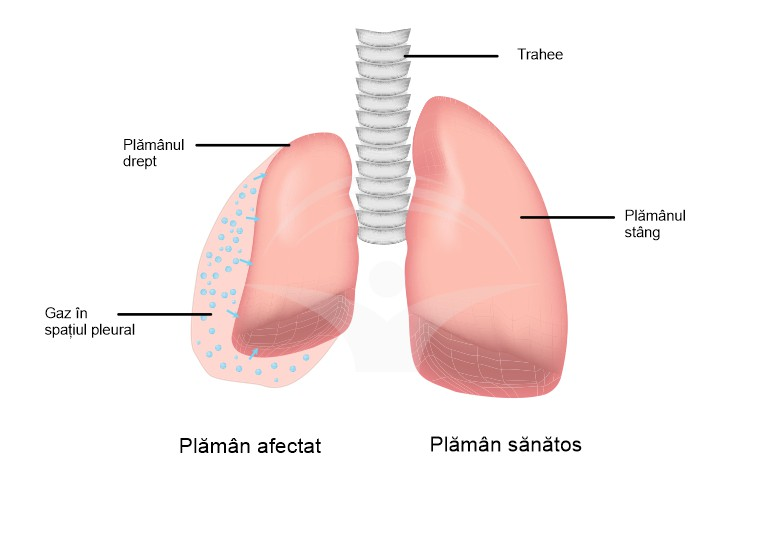 Trahee
Plămânul
drept
Plămânul
stâng
Gaz în
spațiul pleural
Plămân afectat
Plămân sănătos